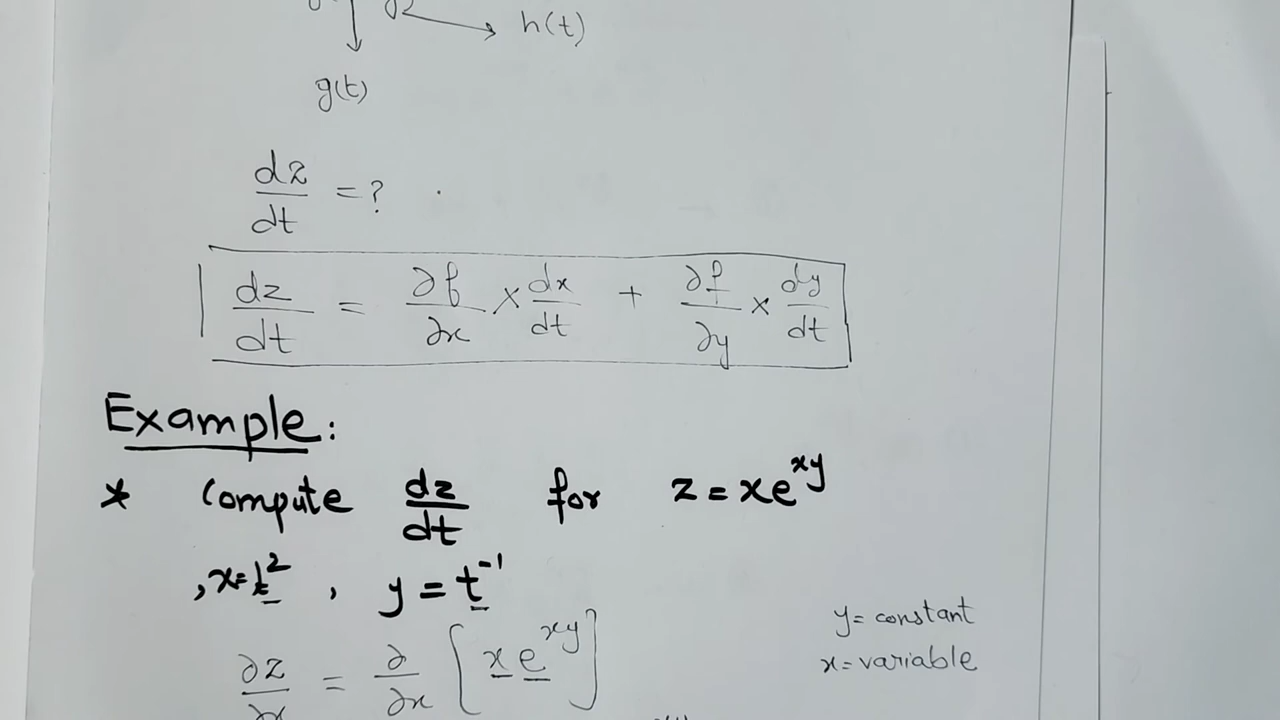 h(t)
g(t)
dz/dt = ?
dz/dt = ∂f/∂x × dx/dt + ∂f/∂y × dy/dt
Example:
* Compute dz/dt for z = xe^xy
, x = t^2 , y = t^-1
y = constant
x = variable
∂z/∂x = ∂/∂x [x e^xy]